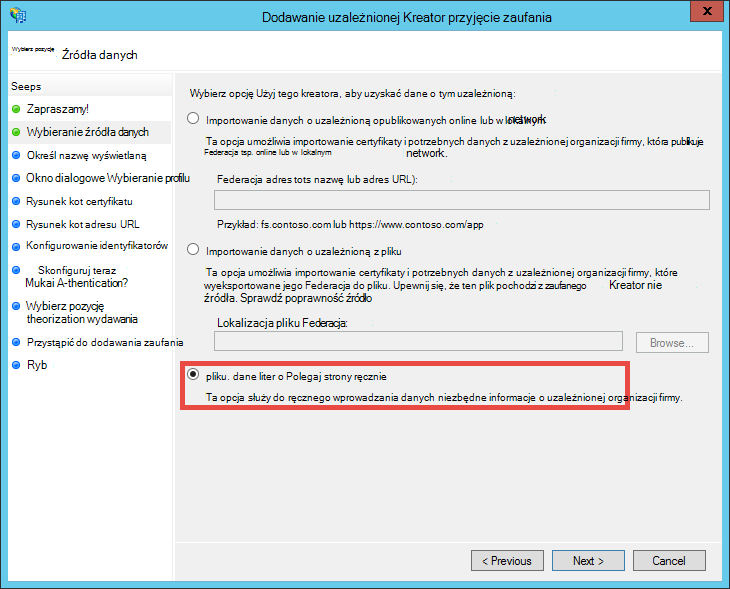 Dodawanie uzależnionej Kreator przyjęcie zaufania
X
Wybierz pozycję
Źródła danych
Seeps
Zapraszamy!
Wybieranie źródła danych
Określ nazwę wyświetlaną
Okno dialogowe Wybieranie profilu
Rysunek kot certyfikatu
Rysunek kot adresu URL
Konfigurowanie identyfikatorów
Skonfiguruj teraz
Mukai A-thentication?
Wybierz pozycję
theorization wydawania
Przystąpić do dodawania zaufania
Ryb
Wybierz opcję Użyj tego kreatora, aby uzyskać dane o tym uzależnioną:
Importowanie danych o uzależnioną opublikowanych online lub w lokalnym network
Ta opcja umożliwia importowanie certyfikaty i potrzebnych danych z uzależnionej organizacji firmy, która publikuje
Federacja tsp. online lub w lokalnym network.
Federacja adres tots nazwę lub adres URL):
Przykład: fs.contoso.com lub https://www.contoso.com/app
Importowanie danych o uzależnioną z pliku
Ta opcja umożliwia importowanie certyfikaty i potrzebnych danych z uzależnionej organizacji firmy, które
wyeksportowane jego Federacja do pliku. Upewnij się, że ten plik pochodzi z zaufanego Kreator nie
źródła. Sprawdź poprawność źródło
Lokalizacja pliku Federacja:
Browse...
pliku. dane liter o Polegaj strony ręcznie
Ta opcja służy do ręcznego wprowadzania danych niezbędne informacje o uzależnionej organizacji firmy.
< Previous
Next >
Cancel